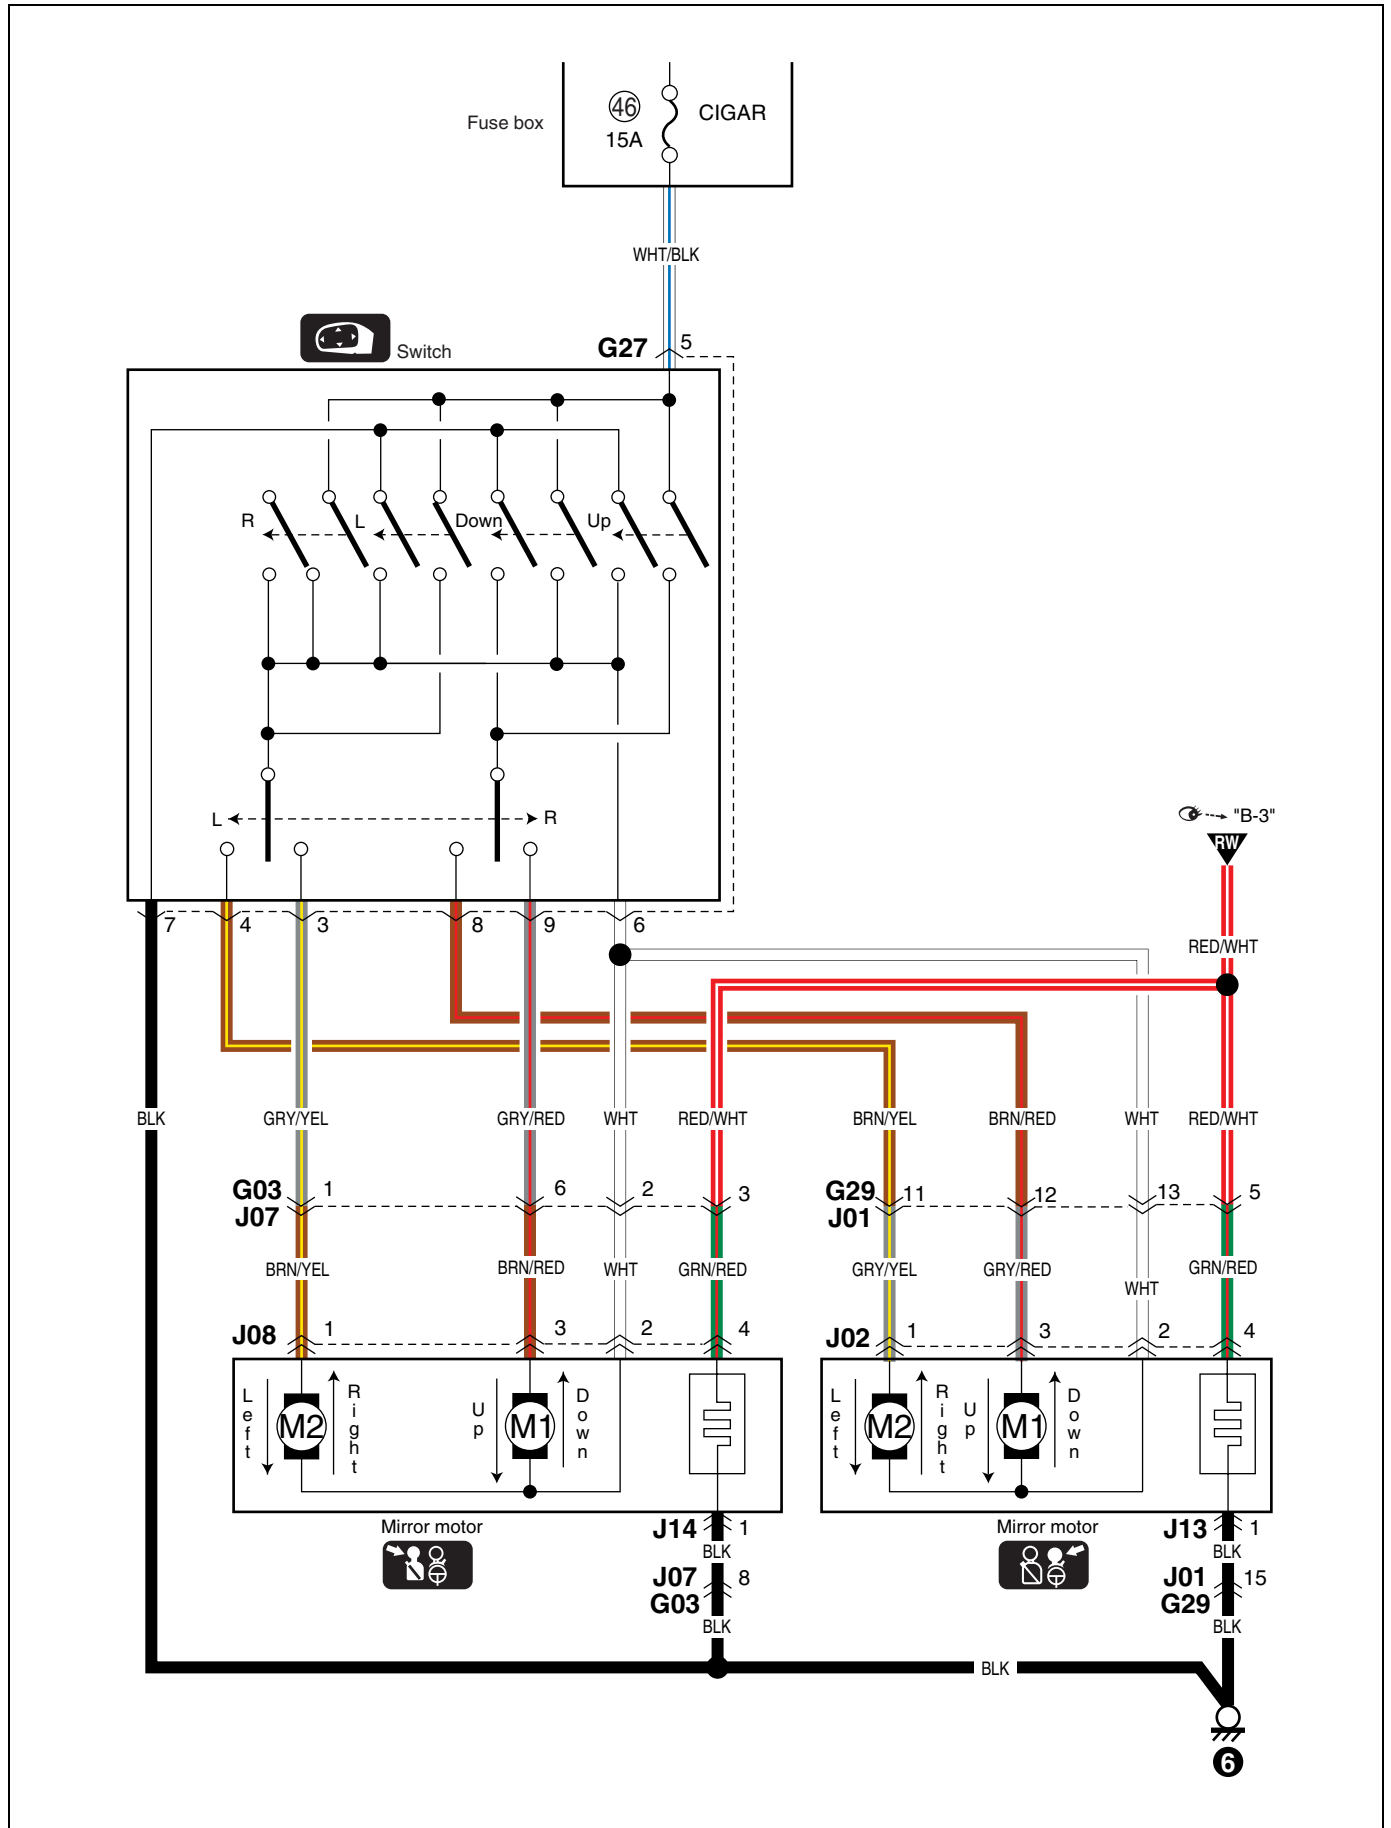 46
CIGAR
Fuse box
15A
WHT/BLK
Switch
G27
5
R
L
Down
Up
L
R
"B-3"
RW
7
4
3
8
9
6
RED/WHT
BLK
GRY/YEL
GRY/RED
WHT
RED/WHT
BRN/YEL
BRN/RED
WHT
RED/WHT
G03
1
6
2
3
G29
11
12
13
5
J07
J01
BRN/YEL
BRN/RED
WHT
GRN/RED
GRY/YEL
GRY/RED
WHT
GRN/RED
J08
1
3
2
4
J02
1
3
2
4
Left
M2
Right
Up
M1
Down
Left
M2
Right
Up
M1
Down
Mirror motor
J14
1
Mirror motor
J13
1
BLK
BLK
J07
8
J01
15
G03
G29
BLK
BLK
BLK
6